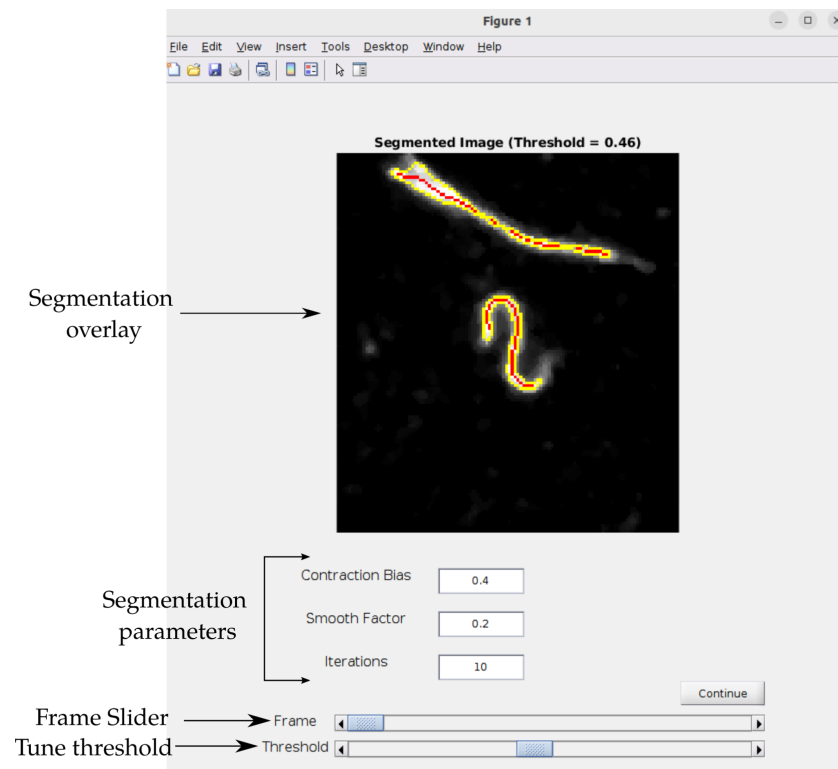 Figure 1
File Edit View Insert Tools Desktop Window Help
Segmented Image (Threshold = 0.46)
Segmentation
overlay
Segmentation
parameters
Contraction Bias 0.4
Smooth Factor 0.2
Iterations 10
Continue
Frame Slider Frame
Tune threshold Threshold